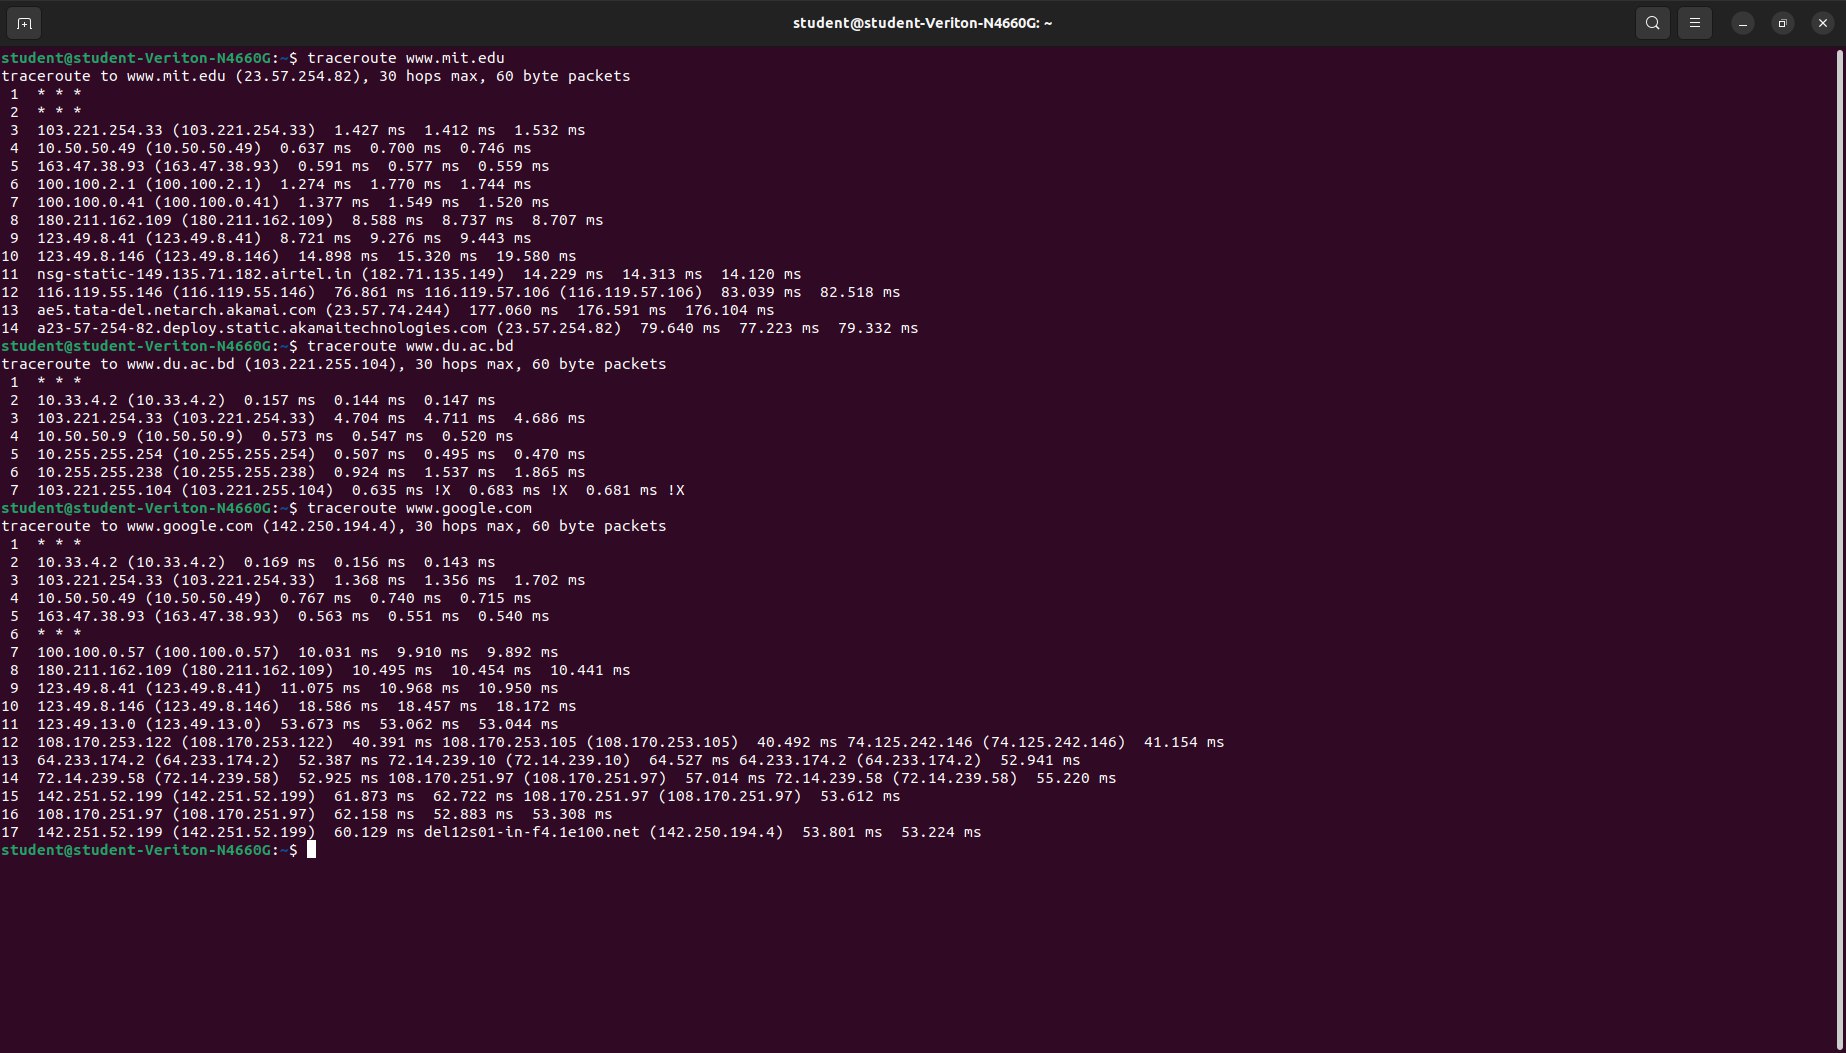 student@student-Veriton-N4660G: ~
student@student-Veriton-N4660G:~$ traceroute www.mit.edu
traceroute to www.mit.edu (23.57.254.82), 30 hops max, 60 byte packets
 1  * * *
 2  * * *
 3  103.221.254.33 (103.221.254.33)  1.427 ms  1.412 ms  1.532 ms
 4  10.50.50.49 (10.50.50.49)  0.637 ms  0.700 ms  0.746 ms
 5  163.47.38.93 (163.47.38.93)  0.591 ms  0.577 ms  0.559 ms
 6  100.100.2.1 (100.100.2.1)  1.274 ms  1.770 ms  1.744 ms
 7  100.100.0.41 (100.100.0.41)  1.377 ms  1.549 ms  1.520 ms
 8  180.211.162.109 (180.211.162.109)  8.588 ms  8.737 ms  8.707 ms
 9  123.49.8.41 (123.49.8.41)  8.721 ms  9.276 ms  9.443 ms
10  123.49.8.146 (123.49.8.146)  14.898 ms  15.320 ms  19.580 ms
11  nsg-static-149.135.71.182.airtel.in (182.71.135.149)  14.229 ms  14.313 ms  14.120 ms
12  116.119.55.146 (116.119.55.146)  76.861 ms 116.119.57.106 (116.119.57.106)  83.039 ms  82.518 ms
13  ae5.tata-del.netarch.akamai.com (23.57.74.244)  177.060 ms  176.591 ms  176.104 ms
14  a23-57-254-82.deploy.static.akamaitechnologies.com (23.57.254.82)  79.640 ms  77.223 ms  79.332 ms
student@student-Veriton-N4660G:~$ traceroute www.du.ac.bd
traceroute to www.du.ac.bd (103.221.255.104), 30 hops max, 60 byte packets
 1  * * *
 2  10.33.4.2 (10.33.4.2)  0.157 ms  0.144 ms  0.147 ms
 3  103.221.254.33 (103.221.254.33)  4.704 ms  4.711 ms  4.686 ms
 4  10.50.50.9 (10.50.50.9)  0.573 ms  0.547 ms  0.520 ms
 5  10.255.255.254 (10.255.255.254)  0.507 ms  0.495 ms  0.470 ms
 6  10.255.255.238 (10.255.255.238)  0.924 ms  1.537 ms  1.865 ms
 7  103.221.255.104 (103.221.255.104)  0.635 ms !X  0.683 ms !X  0.681 ms !X
student@student-Veriton-N4660G:~$ traceroute www.google.com
traceroute to www.google.com (142.250.194.4), 30 hops max, 60 byte packets
 1  * * *
 2  10.33.4.2 (10.33.4.2)  0.169 ms  0.156 ms  0.143 ms
 3  103.221.254.33 (103.221.254.33)  1.368 ms  1.356 ms  1.702 ms
 4  10.50.50.49 (10.50.50.49)  0.767 ms  0.740 ms  0.715 ms
 5  163.47.38.93 (163.47.38.93)  0.563 ms  0.551 ms  0.540 ms
 6  * * *
 7  100.100.0.57 (100.100.0.57)  10.031 ms  9.910 ms  9.892 ms
 8  180.211.162.109 (180.211.162.109)  10.495 ms  10.454 ms  10.441 ms
 9  123.49.8.41 (123.49.8.41)  11.075 ms  10.968 ms  10.950 ms
10  123.49.8.146 (123.49.8.146)  18.586 ms  18.457 ms  18.172 ms
11  123.49.13.0 (123.49.13.0)  53.673 ms  53.062 ms  53.044 ms
12  108.170.253.122 (108.170.253.122)  40.391 ms 108.170.253.105 (108.170.253.105)  40.492 ms 74.125.242.146 (74.125.242.146)  41.154 ms
13  64.233.174.2 (64.233.174.2)  52.387 ms 72.14.239.10 (72.14.239.10)  64.527 ms 64.233.174.2 (64.233.174.2)  52.941 ms
14  72.14.239.58 (72.14.239.58)  52.925 ms 108.170.251.97 (108.170.251.97)  57.014 ms 72.14.239.58 (72.14.239.58)  55.220 ms
15  142.251.52.199 (142.251.52.199)  61.873 ms  62.722 ms 108.170.251.97 (108.170.251.97)  53.612 ms
16  108.170.251.97 (108.170.251.97)  62.158 ms  52.883 ms  53.308 ms
17  142.251.52.199 (142.251.52.199)  60.129 ms del12s01-in-f4.1e100.net (142.250.194.4)  53.801 ms  53.224 ms
student@student-Veriton-N4660G:~$